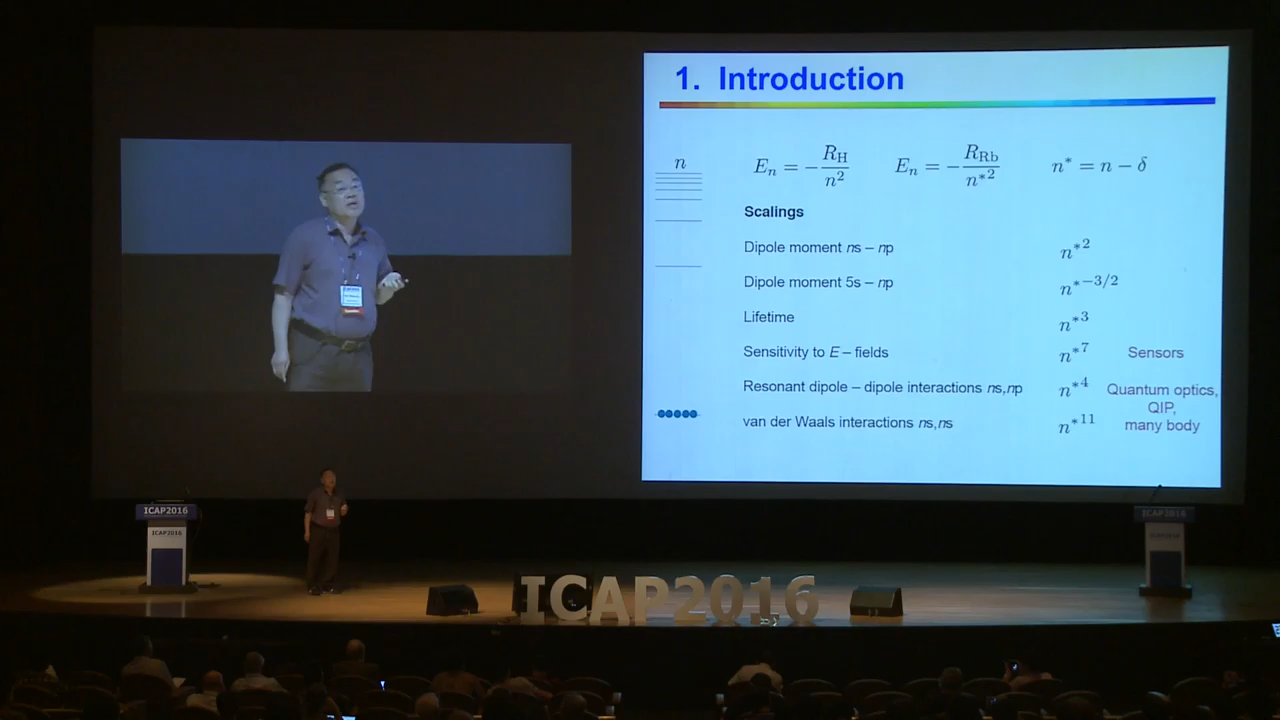 1. Introduction
n
E_n = -R_H/n^2    E_n = -R_Rb/n*^2    n* = n − δ
Scalings
Dipole moment ns – np    n*^2
Dipole moment 5s – np    n*^-3/2
Lifetime    n*^3
Sensitivity to E – fields    n*^7    Sensors
Resonant dipole – dipole interactions ns,np    n*^4    Quantum optics,
QIP,
van der Waals interactions ns,ns    n*^11    many body
ICAP2016
ICAP2016
ICAP2016
ICAP2016